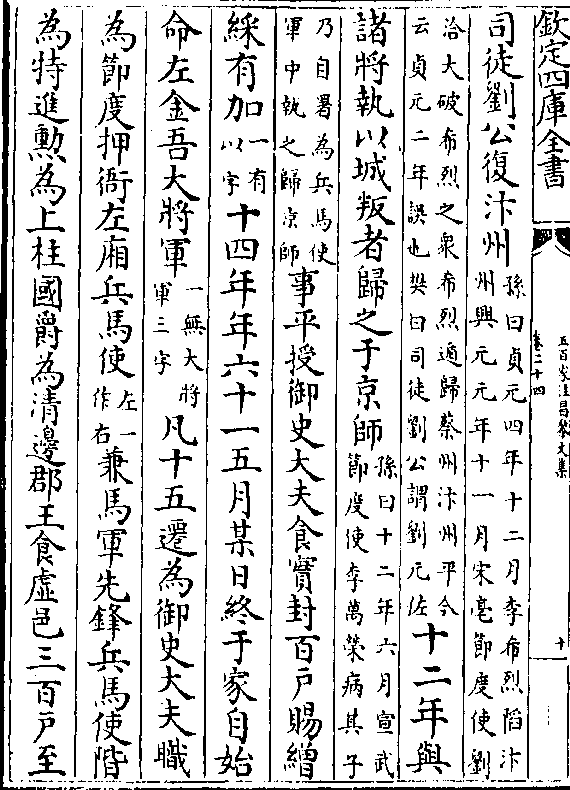 欽定四庫全書
五百家注昌黎文集
卷二十四
十
司徒劉公復汴州
孫曰貞元四年十二月李希烈陷汴
州興元元年十一月宋亳節度使劉
洽大破希烈之衆希烈遁歸蔡州汴州平今
云貞元二年誤也樊曰司徒劉公謂劉元佐
十二年與
諸將執以城叛者歸之于京師
孫曰十二年六月宣武
節度使李萬榮病其子
乃自署為兵馬使
軍中執之歸京師
事平授御史大夫食實封百戶賜繒
綵有加
一有
以字
十四年年六十一五月某日終于家自始
命左金吾大將軍
一無大將
軍三字
凡十五遷為御史大夫職
為節度押衙左廂兵馬使
左一
作右
兼馬軍先鋒兵馬使階
為特進勲為上柱國爵為清邊郡王食虛邑三百戶至